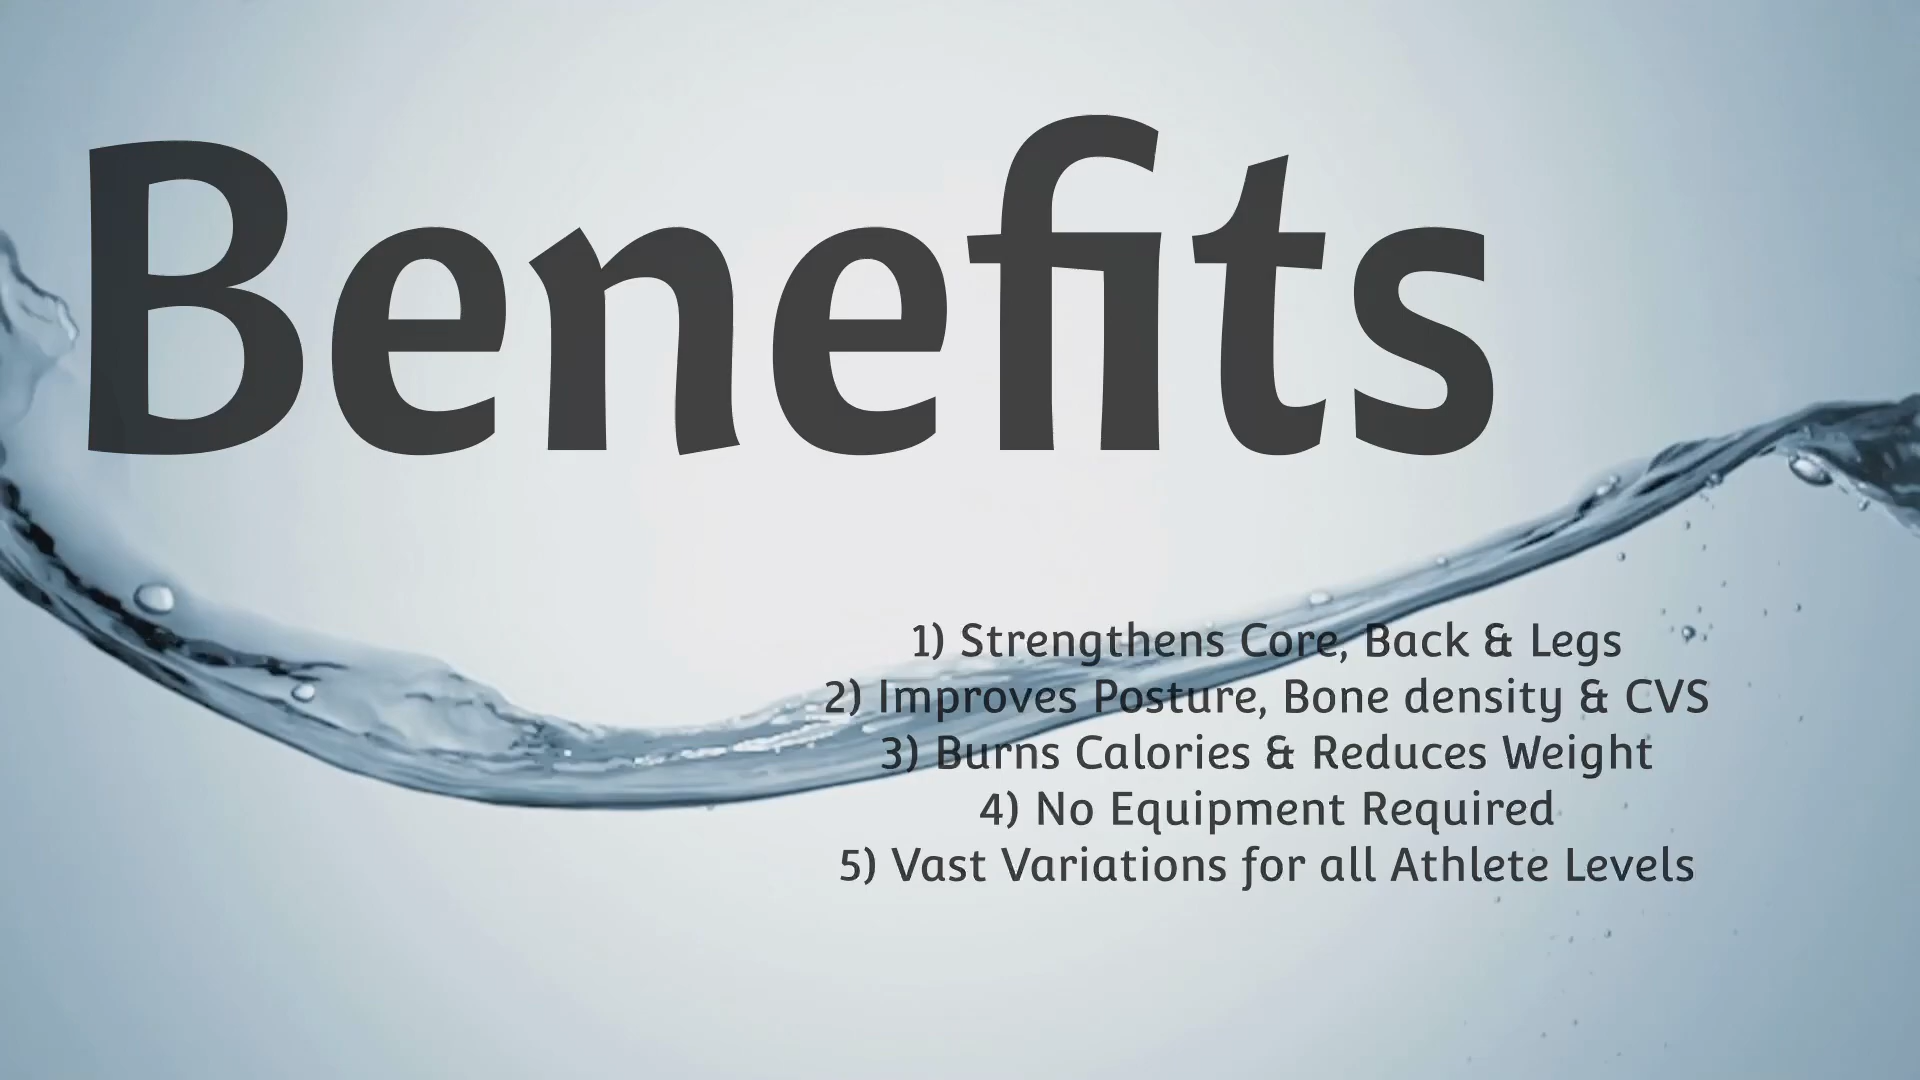 Benefits
1) Strengthens Core, Back & Legs
2) Improves Posture, Bone density & CVS
3) Burns Calories & Reduces Weight
4) No Equipment Required
5) Vast Variations for all Athlete Levels